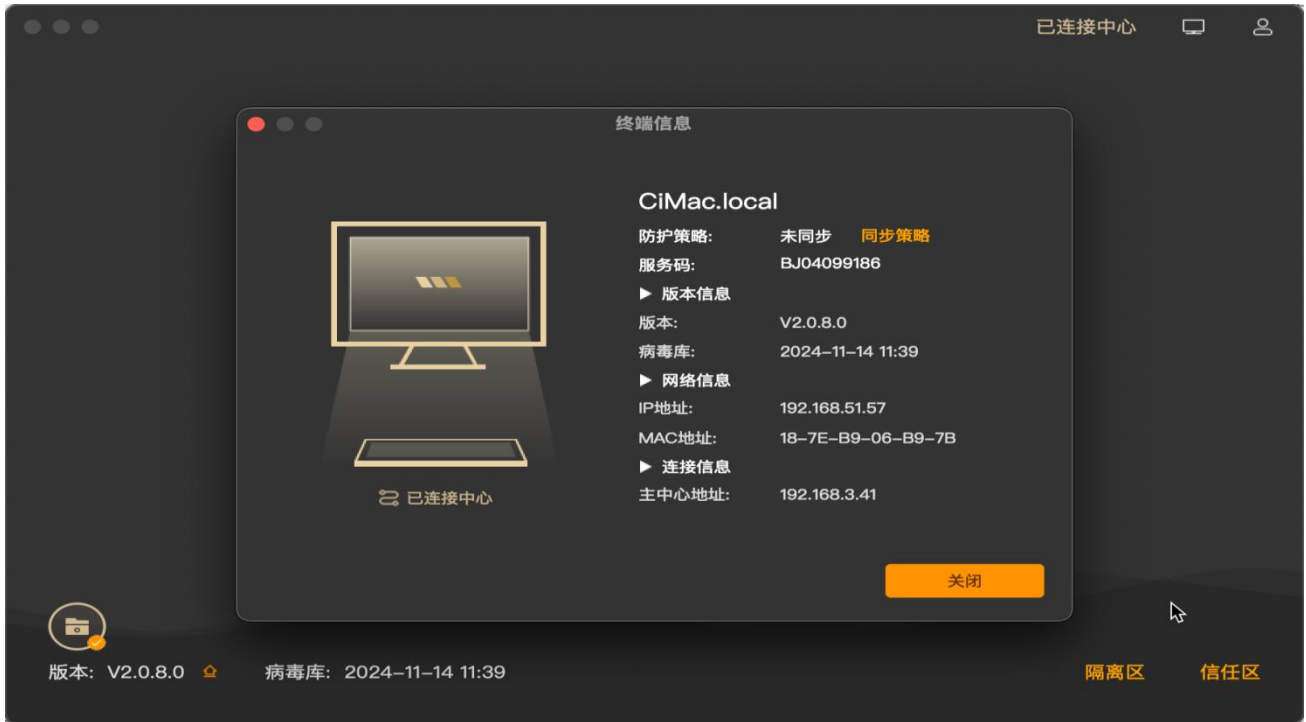 已连接中心
终端信息
CiMac.local
防护策略: 未同步 同步策略
服务码: BJ04099186
▶ 版本信息
版本: V2.0.8.0
病毒库: 2024–11–14 11:39
▶ 网络信息
IP地址: 192.168.51.57
MAC地址: 18–7E–B9–06–B9–7B
▶ 连接信息
主中心地址: 192.168.3.41
已连接中心
关闭
版本: V2.0.8.0 病毒库: 2024–11–14 11:39 隔离区 信任区